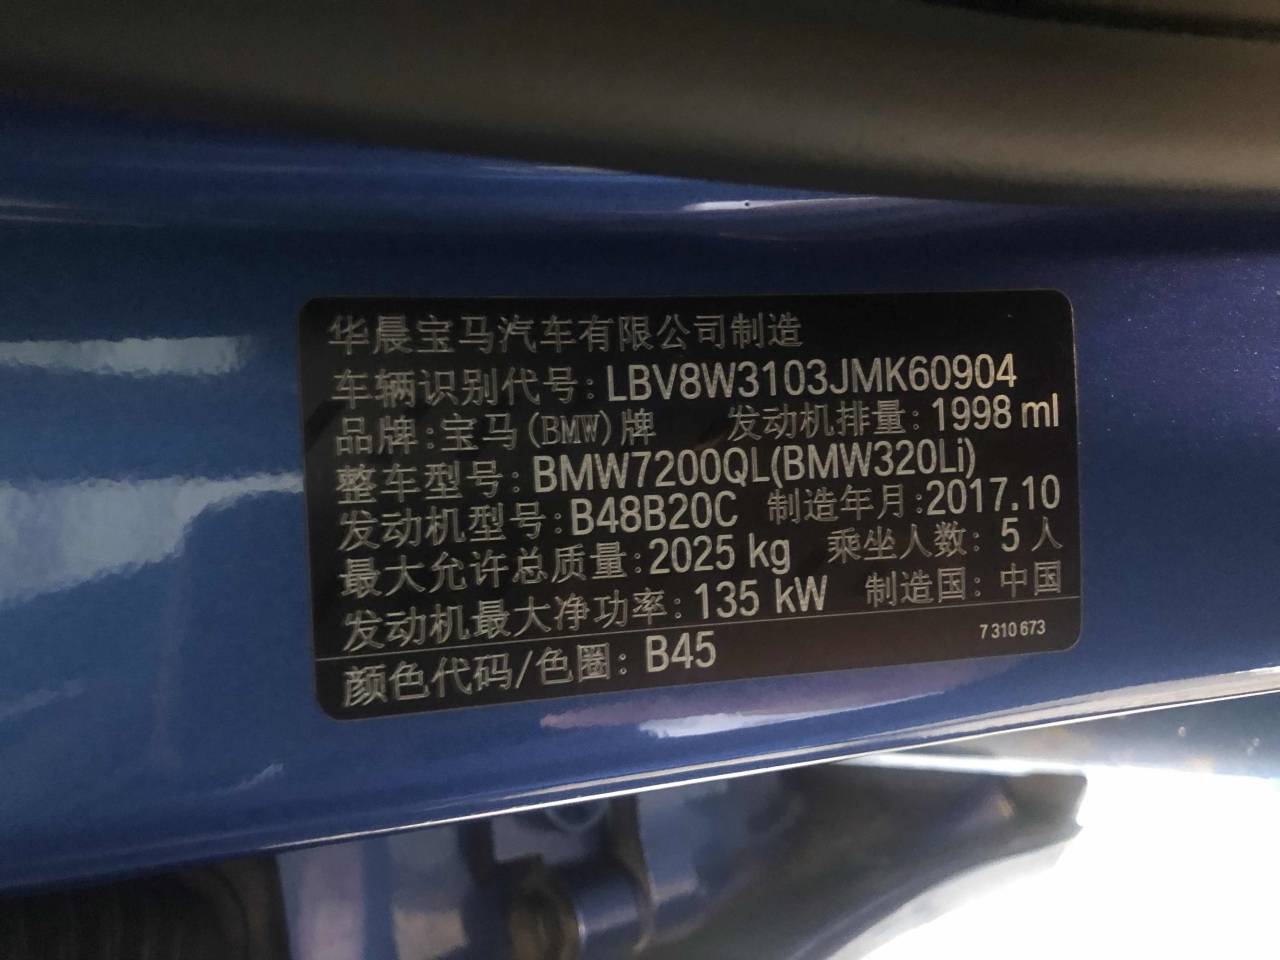 华晨宝马汽车有限公司制造
车辆识别代号:LBV8W3103JMK60904
品牌:宝马(BMW)牌 发动机排量:1998 ml
整车型号:BMW7200QL(BMW320Li)
发动机型号:B48B20C 制造年月:2017.10
最大允许总质量:2025 kg 乘坐人数:5人
发动机最大净功率:135 kW 制造国:中国
颜色代码/色圈:B45 7 310 673